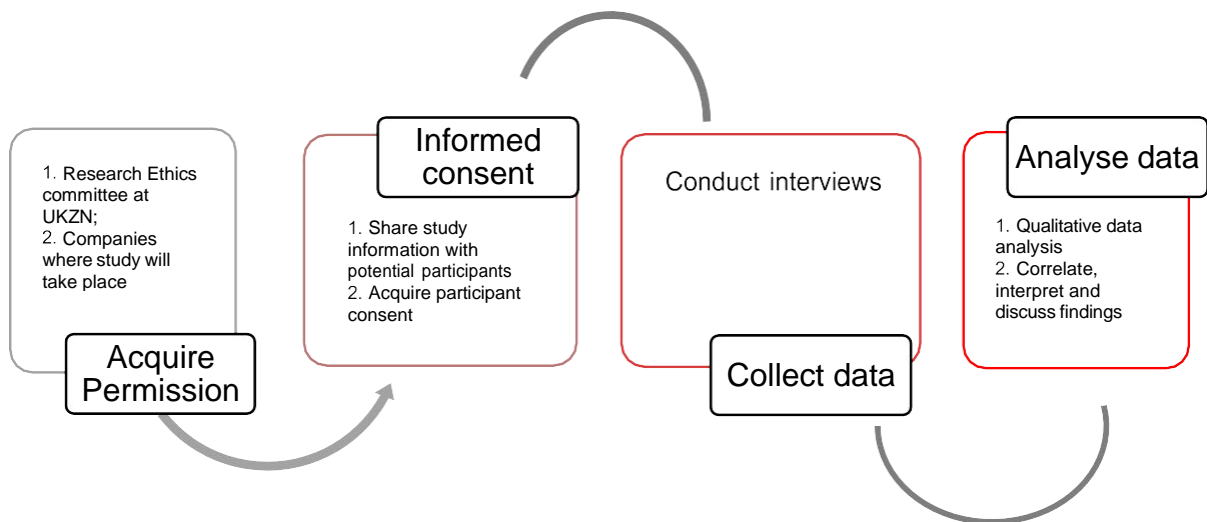 1. Research Ethics
committee at
UKZN;
2. Companies
where study will
take place
Acquire
Permission
Informed
consent
1. Share study
information with
potential participants
2. Acquire participant
consent
Conduct interviews
Collect data
Analyse data
1. Qualitative data
analysis
2. Correlate,
interpret and
discuss findings